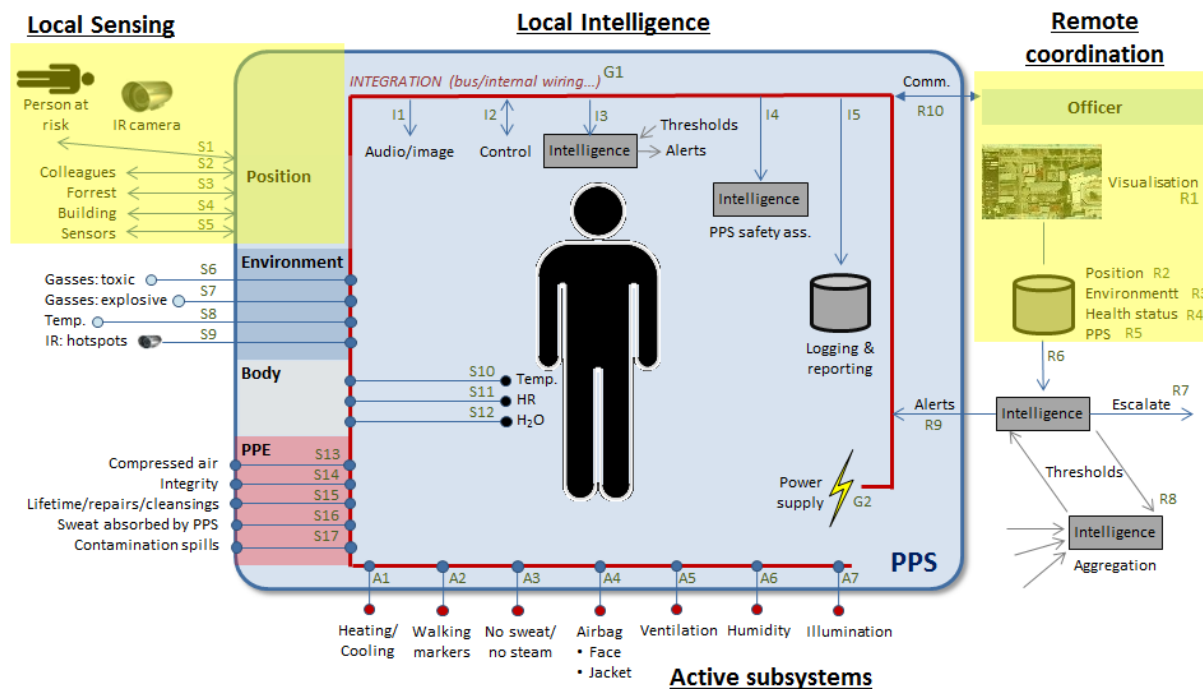 Local Sensing
Local Intelligence
Remote
coordination
INTEGRATION (bus/internal wiring...)
G1
Comm.
R10
Officer
Person at
risk
IR camera
S1
S2
Colleagues
S3
Forrest
S4
Building
S5
Sensors
Position
I1
I2
I3
I4
I5
Audio/image
Control
Intelligence
Thresholds
Alerts
Intelligence
PPS safety ass.
Visualisation
R1
Environment
S6
Gasses: toxic
S7
Gasses: explosive
S8
Temp.
S9
IR: hotspots
Position R2
Environmentt R3
Health status R4
PPS R5
Logging &
reporting
R6
Body
S10
Temp.
S11
HR
S12
H₂O
Alerts
R9
Intelligence
Escalate
R7
PPE
S13
Compressed air
S14
Integrity
S15
Lifetime/repairs/cleansings
S16
Sweat absorbed by PPS
S17
Contamination spills
Power
supply
G2
Thresholds
R8
Intelligence
Aggregation
PPS
A1
A2
A3
A4
A5
A6
A7
Heating/
Cooling
Walking
markers
No sweat/
no steam
Airbag
• Face
• Jacket
Ventilation
Humidity
Illumination
Active subsystems